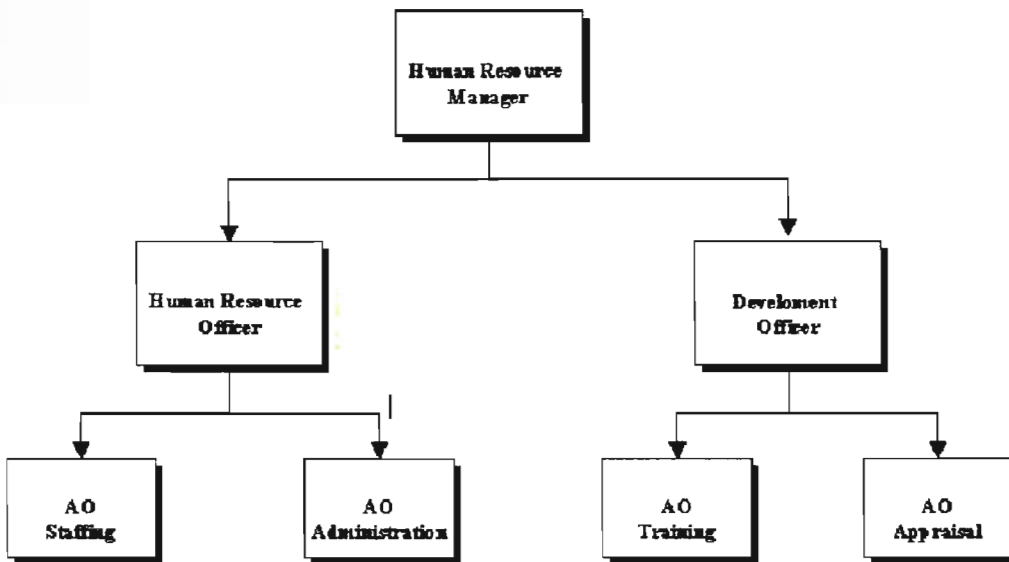 Human Resource
Manager
Human Resource
Officer
Develoment
Officer
AO
Staffing
AO
Administration
AO
Training
AO
Appraisal